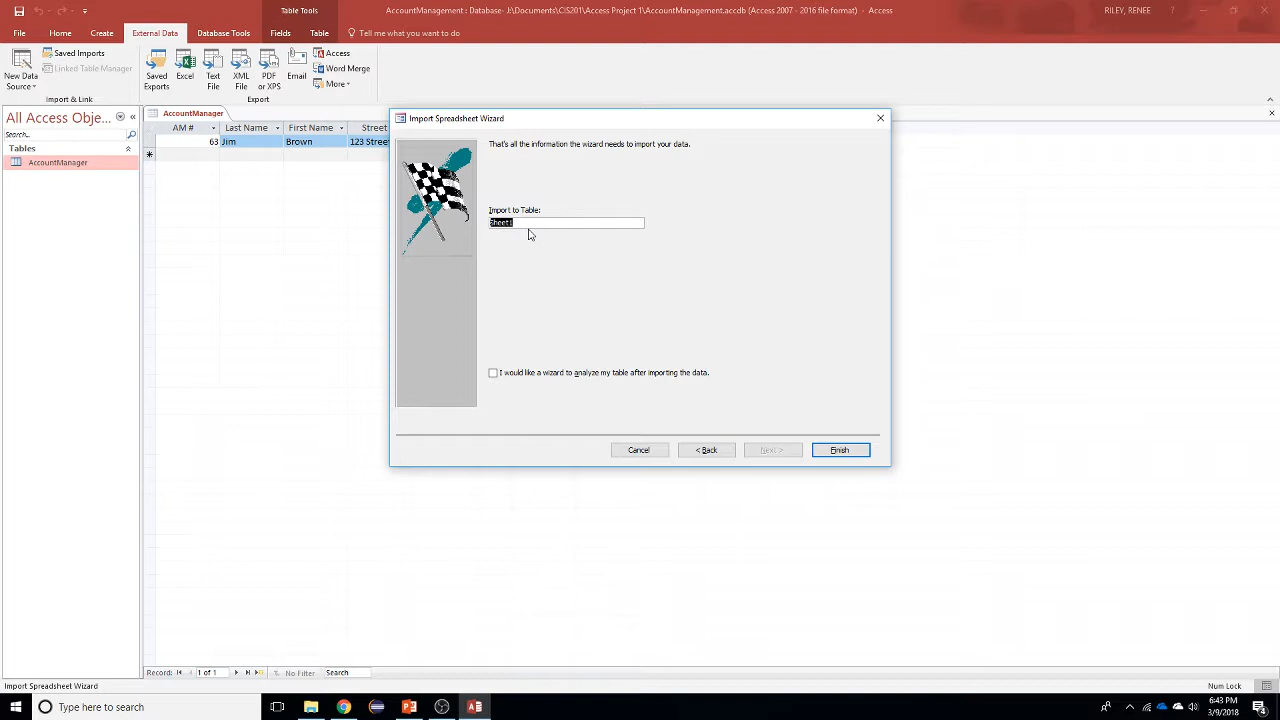 Table Tools
AccountManagement : Database- J:\Documents\CIS201\Access Project 1\AccountManagement.accdb (Access 2007 - 2016 file format) - Access
RILEY, RENEE
File Home Create External Data Database Tools Fields Table Tell me what you want to do
New Data Source
Saved Imports
Linked Table Manager
Import & Link
Saved Exports
Excel
Text File
XML File
PDF or XPS
Email
Access
Word Merge
More
Export
All Access Obje...
Search...
Tables
AccountManager
AccountManager
AM # Last Name First Name Street
63 Jim Brown 123 Street
Import Spreadsheet Wizard
That's all the information the wizard needs to import your data.
Import to Table:
Sheet1
I would like a wizard to analyze my table after importing the data.
Cancel < Back Next > Finish
Record: 1 of 1 No Filter Search
Import Spreadsheet Wizard
Num Lock
Type here to search
6:43 PM
3/9/2019